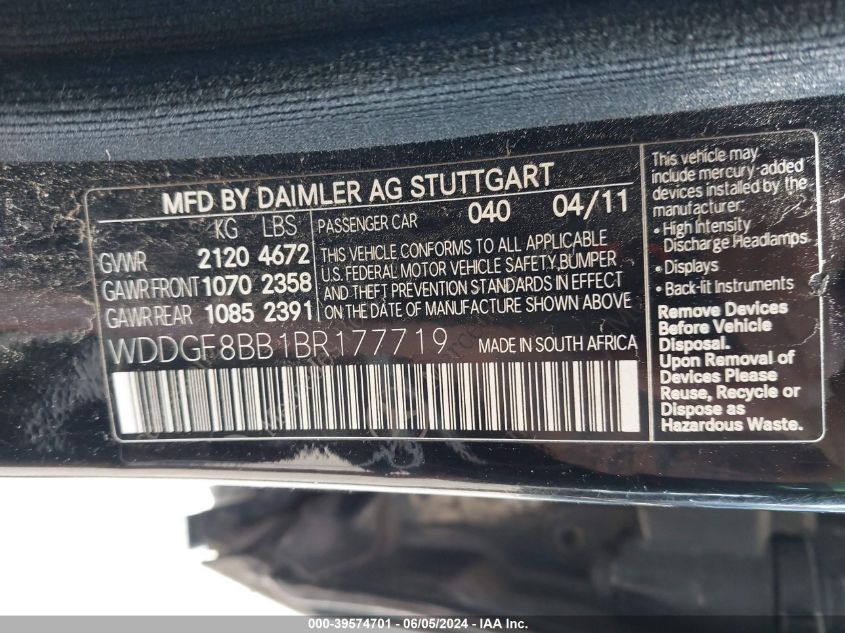 MFD BY DAIMLER AG STUTTGART
KG LBS
GVWR 2120 4672
GAWR FRONT 1070 2358
GAWR REAR 1085 2391
PASSENGER CAR 040 04/11
THIS VEHICLE CONFORMS TO ALL APPLICABLE
U.S. FEDERAL MOTOR VEHICLE SAFETY, BUMPER
AND THEFT PREVENTION STANDARDS IN EFFECT
ON THE DATE OF MANUFACTURE SHOWN ABOVE
WDDGF8BB1BR177719 MADE IN SOUTH AFRICA
This vehicle may
include mercury-added
devices installed by the
manufacturer:
• High Intensity
Discharge Headlamps
• Displays
• Back-lit Instruments
Remove Devices
Before Vehicle
Disposal.
Upon Removal of
Devices Please
Reuse, Recycle or
Dispose as
Hazardous Waste.
000-39574701 - 06/05/2024 - IAA, Inc.